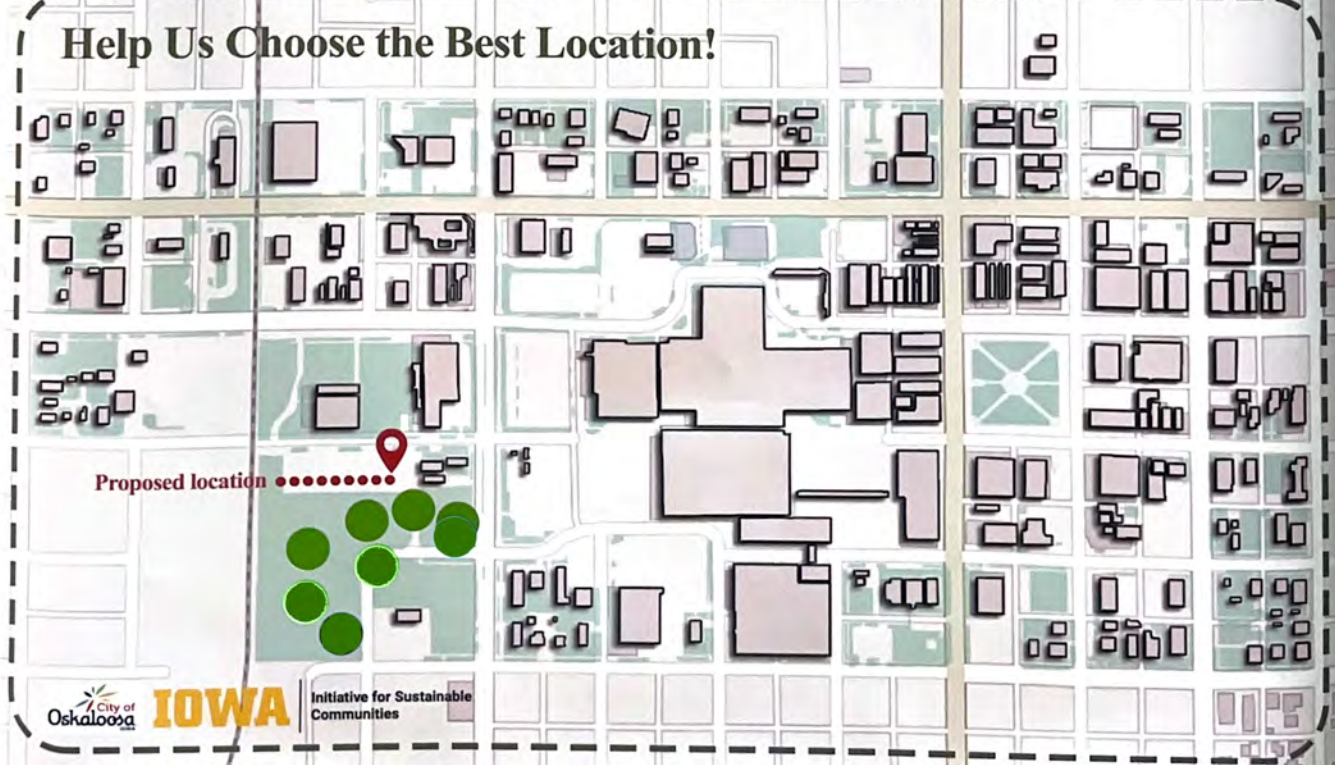 Help Us Choose the Best Location!
Proposed location
City of
Oskaloosa
IOWA
Initiative for Sustainable
Communities